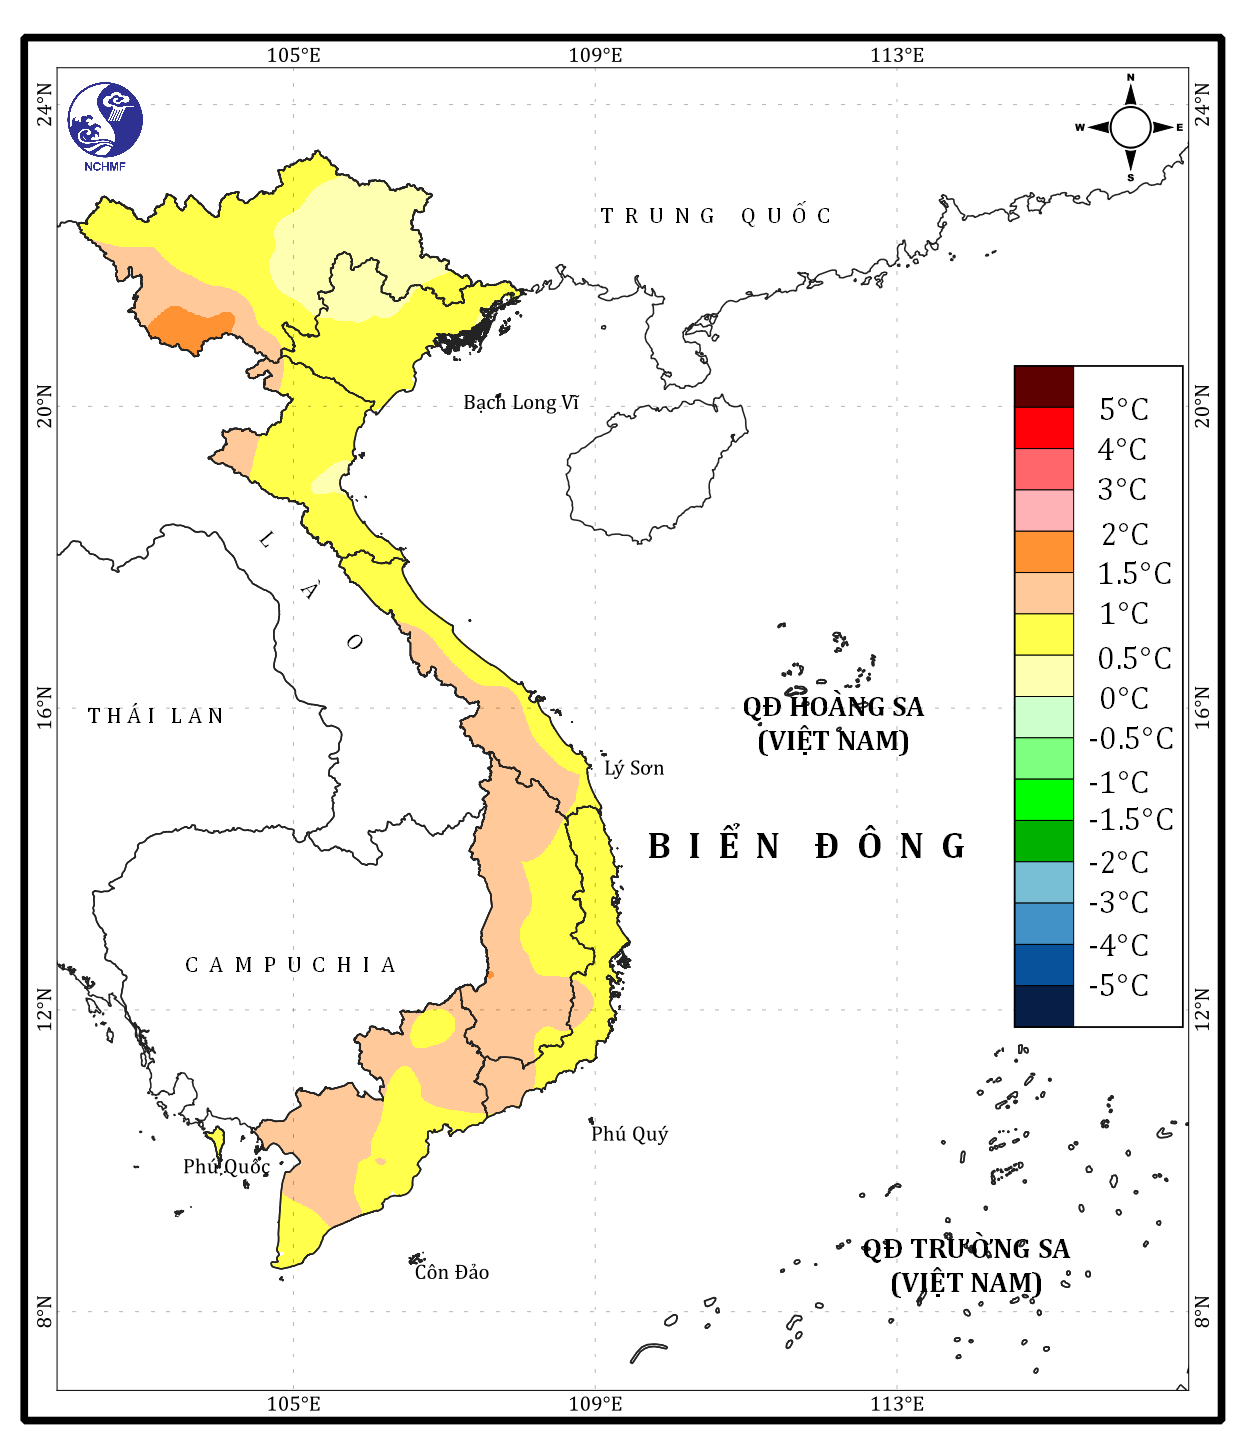 105°E 109°E 113°E
24°N 24°N
N
W E
S
NCHMF
TRUNG QUỐC
20°N 20°N
Bạch Long Vĩ
5°C
4°C
3°C
2°C
1.5°C
1°C
0.5°C
0°C
-0.5°C
-1°C
-1.5°C
-2°C
-3°C
-4°C
-5°C
LÀO
16°N 16°N
THÁI LAN
QĐ HOÀNG SA
(VIỆT NAM)
Lý Sơn
BIỂN ĐÔNG
CAMPUCHIA
12°N 12°N
Phú Quý
Phú Quốc
QĐ TRƯỜNG SA
(VIỆT NAM)
Côn Đảo
8°N 8°N
105°E 109°E 113°E